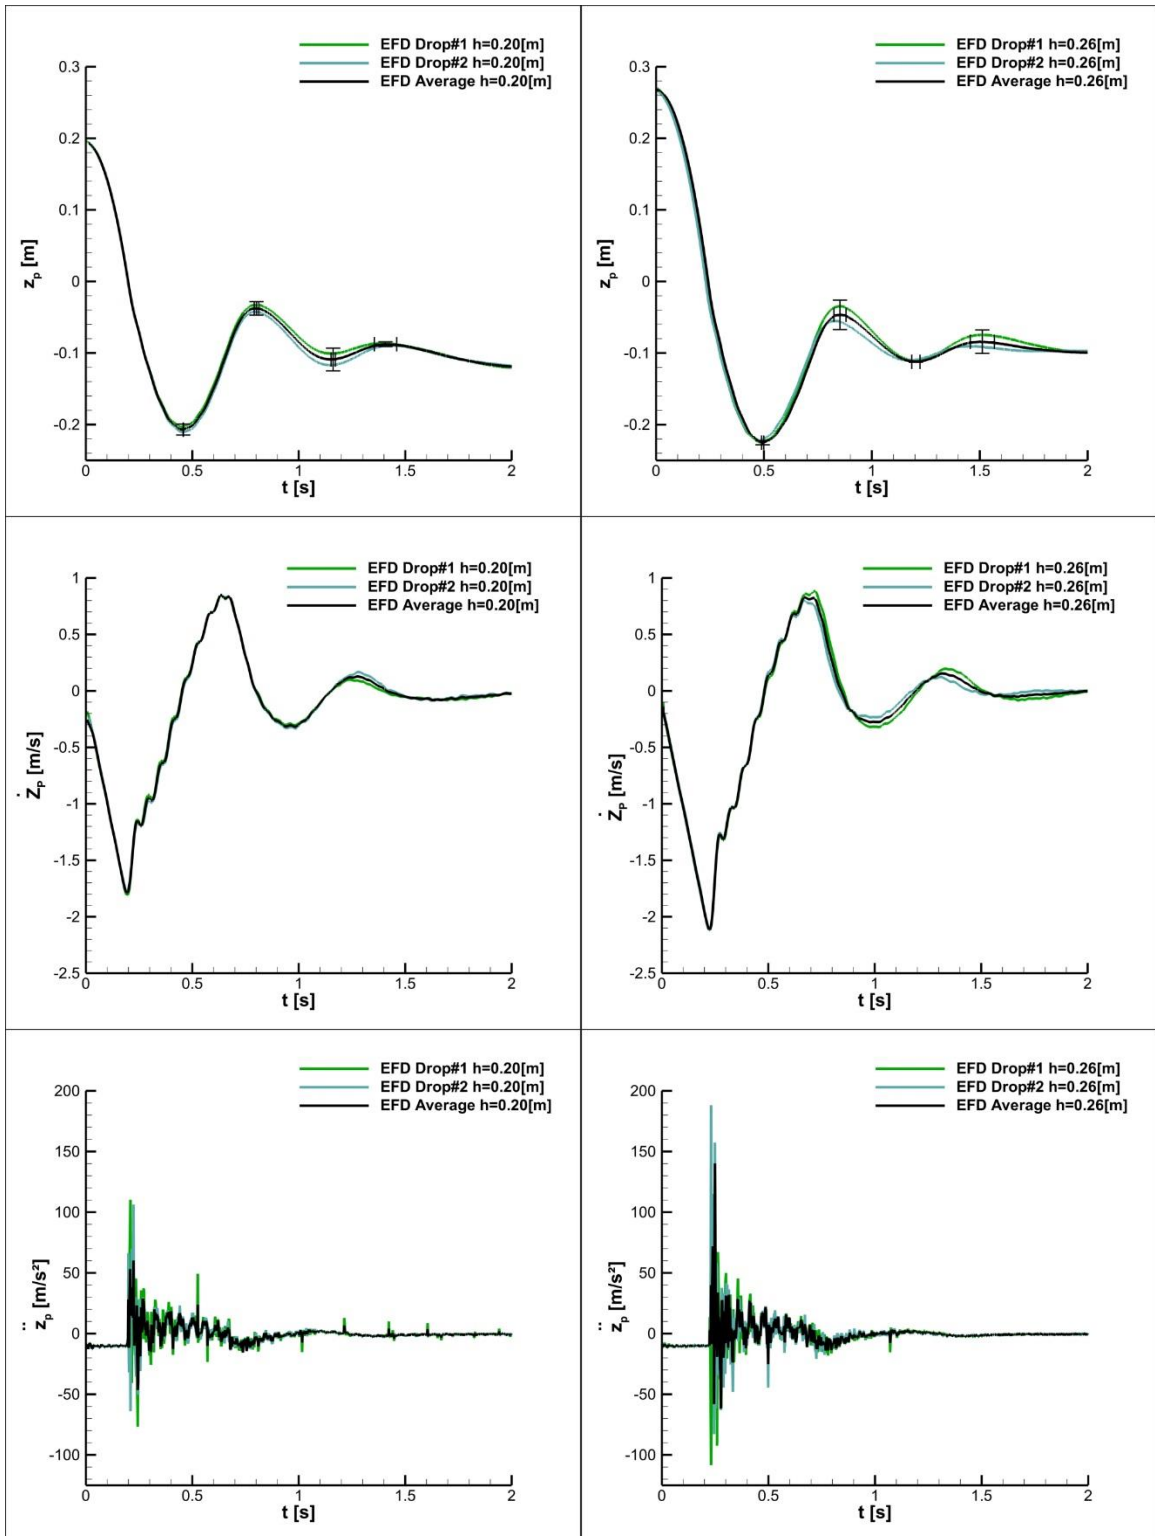 EFD Drop#1 h=0.20[m]
EFD Drop#2 h=0.20[m]
EFD Average h=0.20[m]
0.3
0.2
0.1
0
-0.1
-0.2
z_p [m]
0 0.5 1 1.5 2
t [s]
EFD Drop#1 h=0.26[m]
EFD Drop#2 h=0.26[m]
EFD Average h=0.26[m]
0.3
0.2
0.1
0
-0.1
-0.2
z_p [m]
0 0.5 1 1.5 2
t [s]
EFD Drop#1 h=0.20[m]
EFD Drop#2 h=0.20[m]
EFD Average h=0.20[m]
1
0.5
0
-0.5
-1
-1.5
-2
-2.5
Ż_p [m/s]
0 0.5 1 1.5 2
t [s]
EFD Drop#1 h=0.26[m]
EFD Drop#2 h=0.26[m]
EFD Average h=0.26[m]
1
0.5
0
-0.5
-1
-1.5
-2
-2.5
Ż_p [m/s]
0 0.5 1 1.5 2
t [s]
EFD Drop#1 h=0.20[m]
EFD Drop#2 h=0.20[m]
EFD Average h=0.20[m]
200
150
100
50
0
-50
-100
z̈_p [m/s²]
0 0.5 1 1.5 2
t [s]
EFD Drop#1 h=0.26[m]
EFD Drop#2 h=0.26[m]
EFD Average h=0.26[m]
200
150
100
50
0
-50
-100
z̈_p [m/s²]
0 0.5 1 1.5 2
t [s]